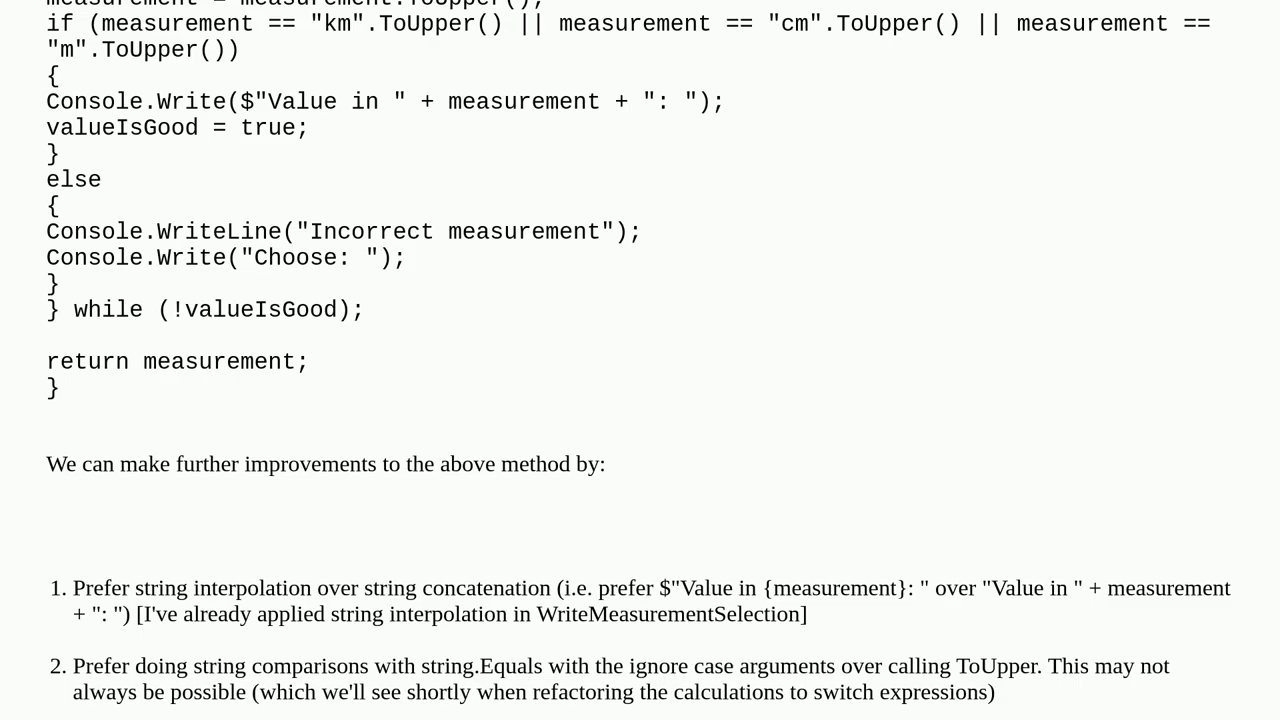 measurement = measurement.ToUpper();
if (measurement == "km".ToUpper() || measurement == "cm".ToUpper() || measurement ==
"m".ToUpper())
{
Console.Write($"Value in " + measurement + ": ");
valueIsGood = true;
}
else
{
Console.WriteLine("Incorrect measurement");
Console.Write("Choose: ");
}
} while (!valueIsGood);
return measurement;
}
We can make further improvements to the above method by:
1. Prefer string interpolation over string concatenation (i.e. prefer $"Value in {measurement}: " over "Value in " + measurement
+ ": ") [I've already applied string interpolation in WriteMeasurementSelection]
2. Prefer doing string comparisons with string.Equals with the ignore case arguments over calling ToUpper. This may not
always be possible (which we'll see shortly when refactoring the calculations to switch expressions)